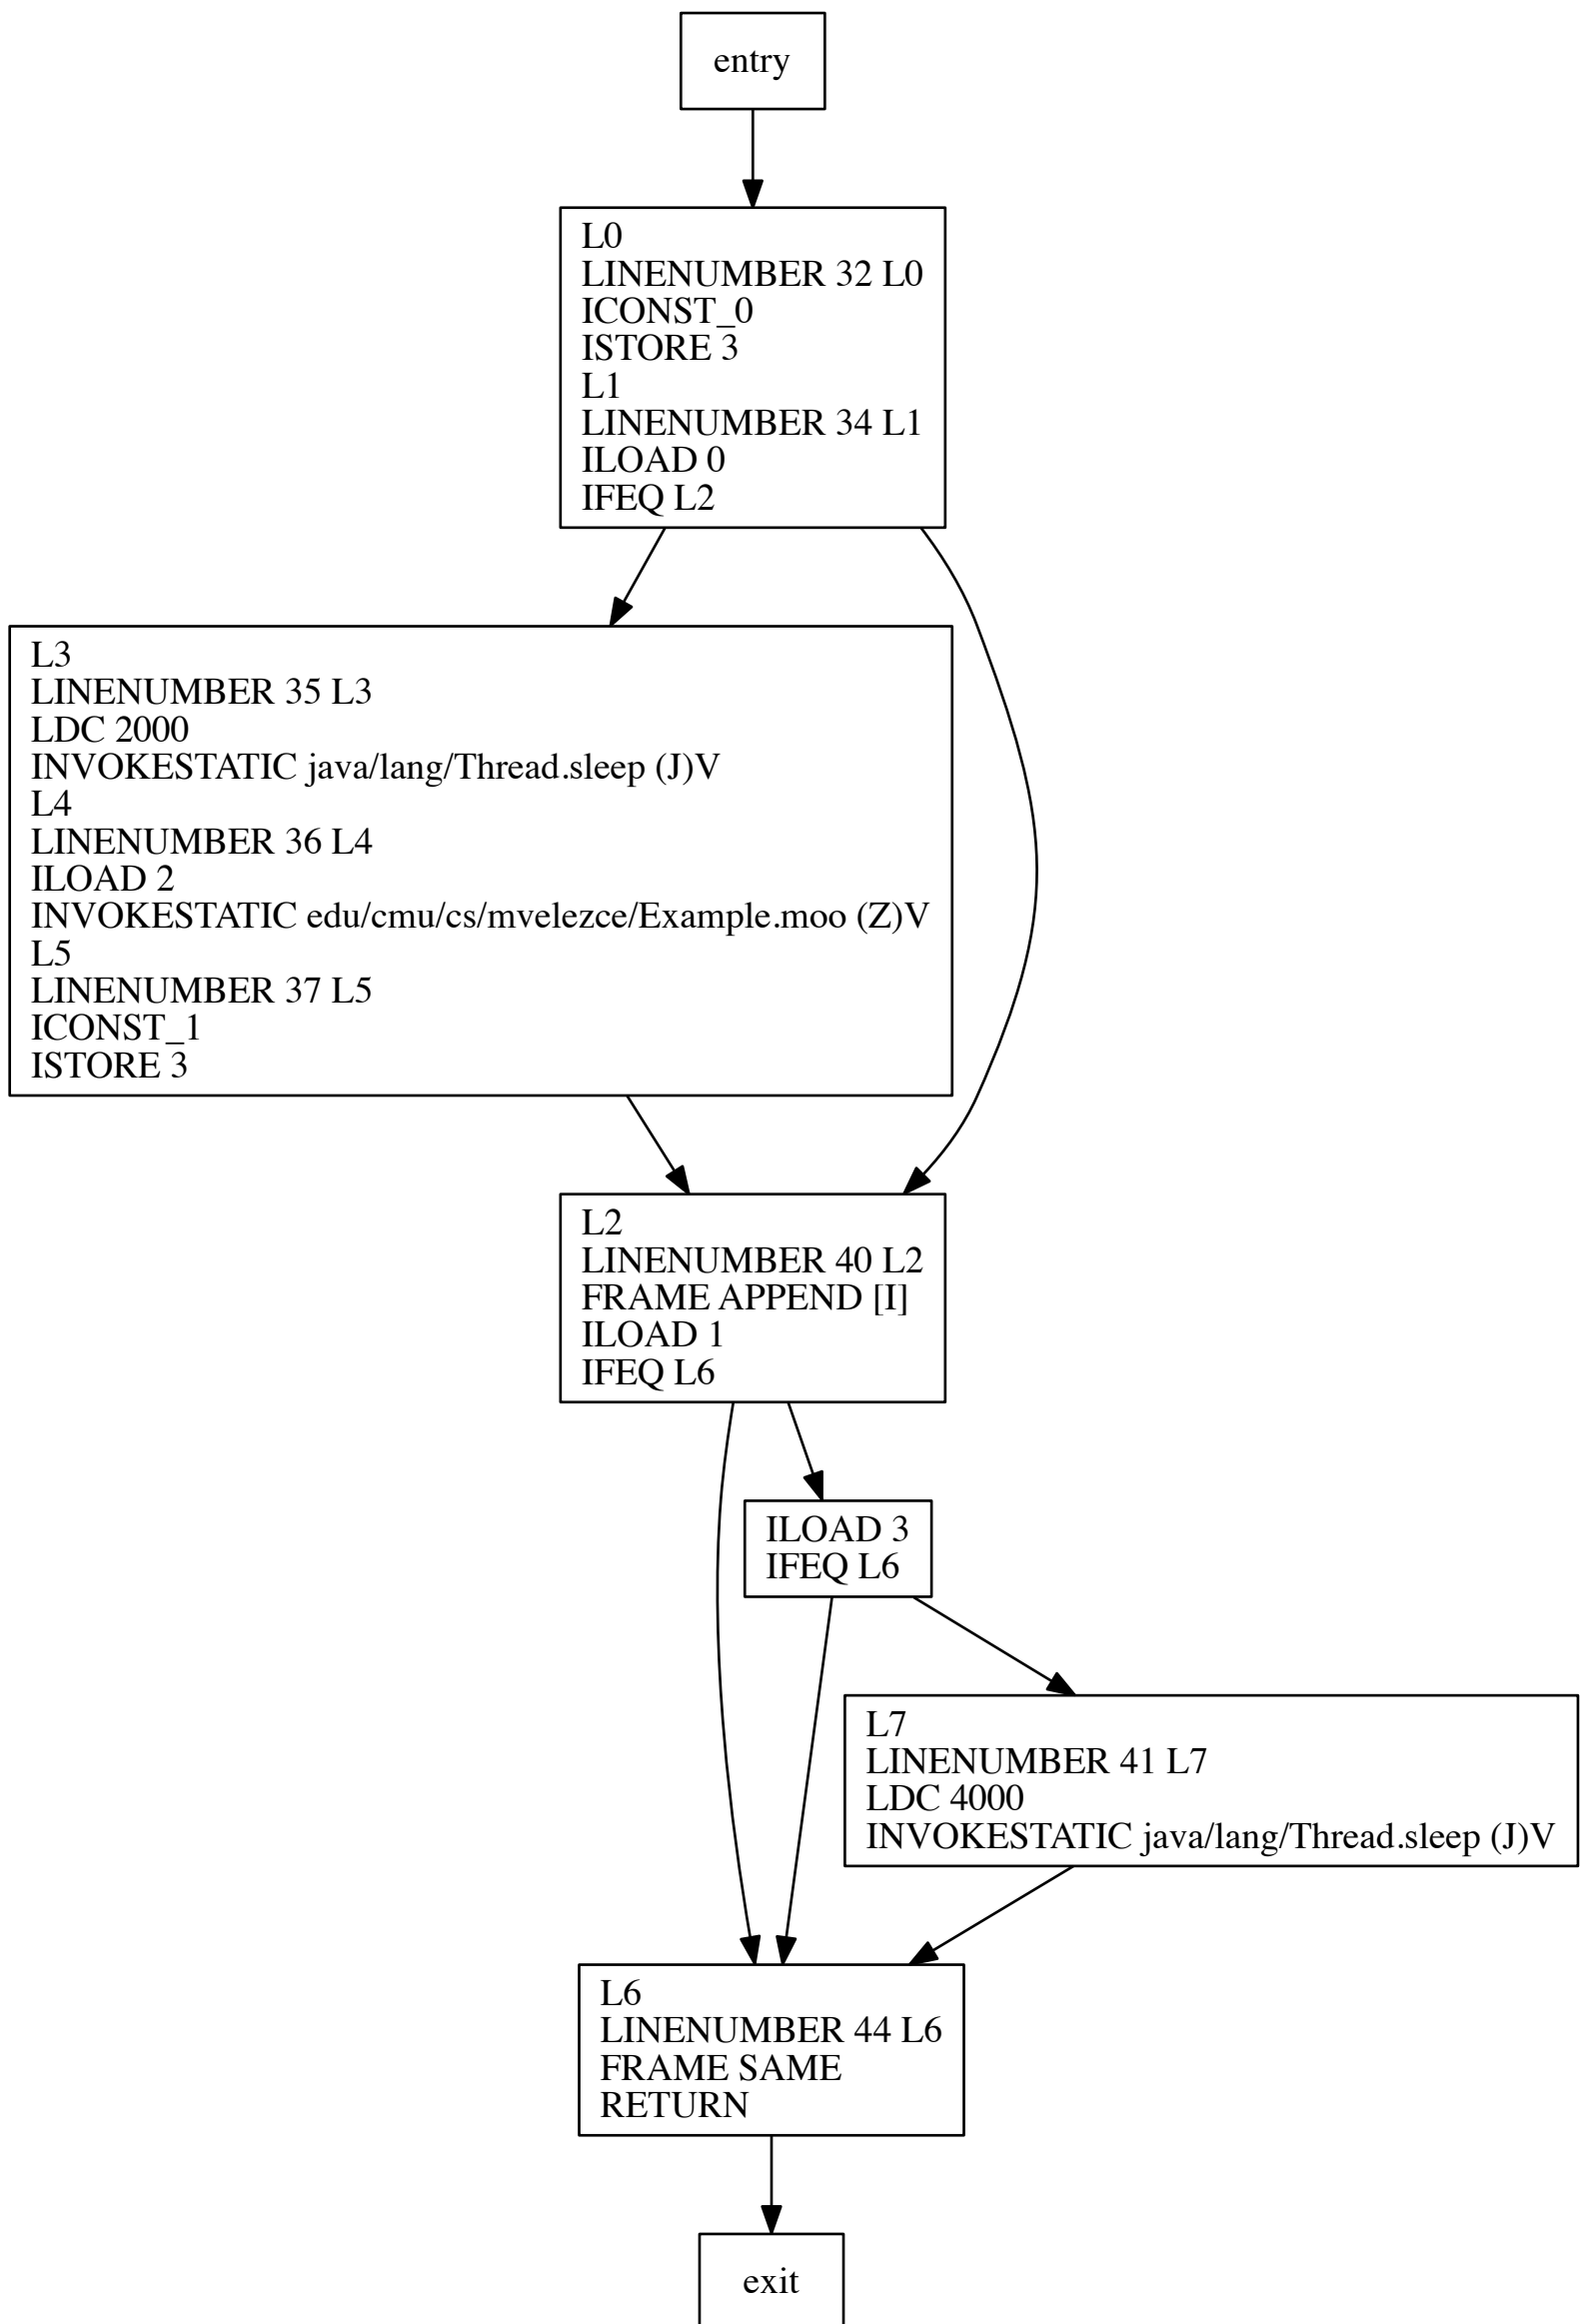 entry
L0
LINENUMBER 32 L0
ICONST_0
ISTORE 3
L1
LINENUMBER 34 L1
ILOAD 0
IFEQ L2
L3
LINENUMBER 35 L3
LDC 2000
INVOKESTATIC java/lang/Thread.sleep (J)V
L4
LINENUMBER 36 L4
ILOAD 2
INVOKESTATIC edu/cmu/cs/mvelezce/Example.moo (Z)V
L5
LINENUMBER 37 L5
ICONST_1
ISTORE 3
L2
LINENUMBER 40 L2
FRAME APPEND [I]
ILOAD 1
IFEQ L6
ILOAD 3
IFEQ L6
L7
LINENUMBER 41 L7
LDC 4000
INVOKESTATIC java/lang/Thread.sleep (J)V
L6
LINENUMBER 44 L6
FRAME SAME
RETURN
exit